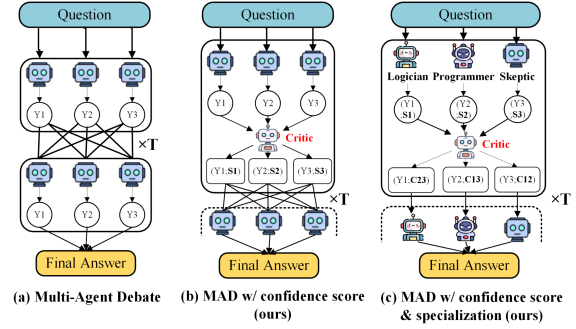 Question
Y1 Y2 Y3
×T
Y1 Y2 Y3
Final Answer
(a) Multi-Agent Debate
Question
Y1 Y2 Y3
Critic
(Y1;S1) (Y2;S2) (Y3;S3)
×T
Final Answer
(b) MAD w/ confidence score
(ours)
Question
Logician Programmer Skeptic
(Y1 (Y2 (Y3
.S1) .S2) .S3)
Critic
(Y1;C23) (Y2;C13) (Y3;C12)
×T
Final Answer
(c) MAD w/ confidence score
& specialization (ours)